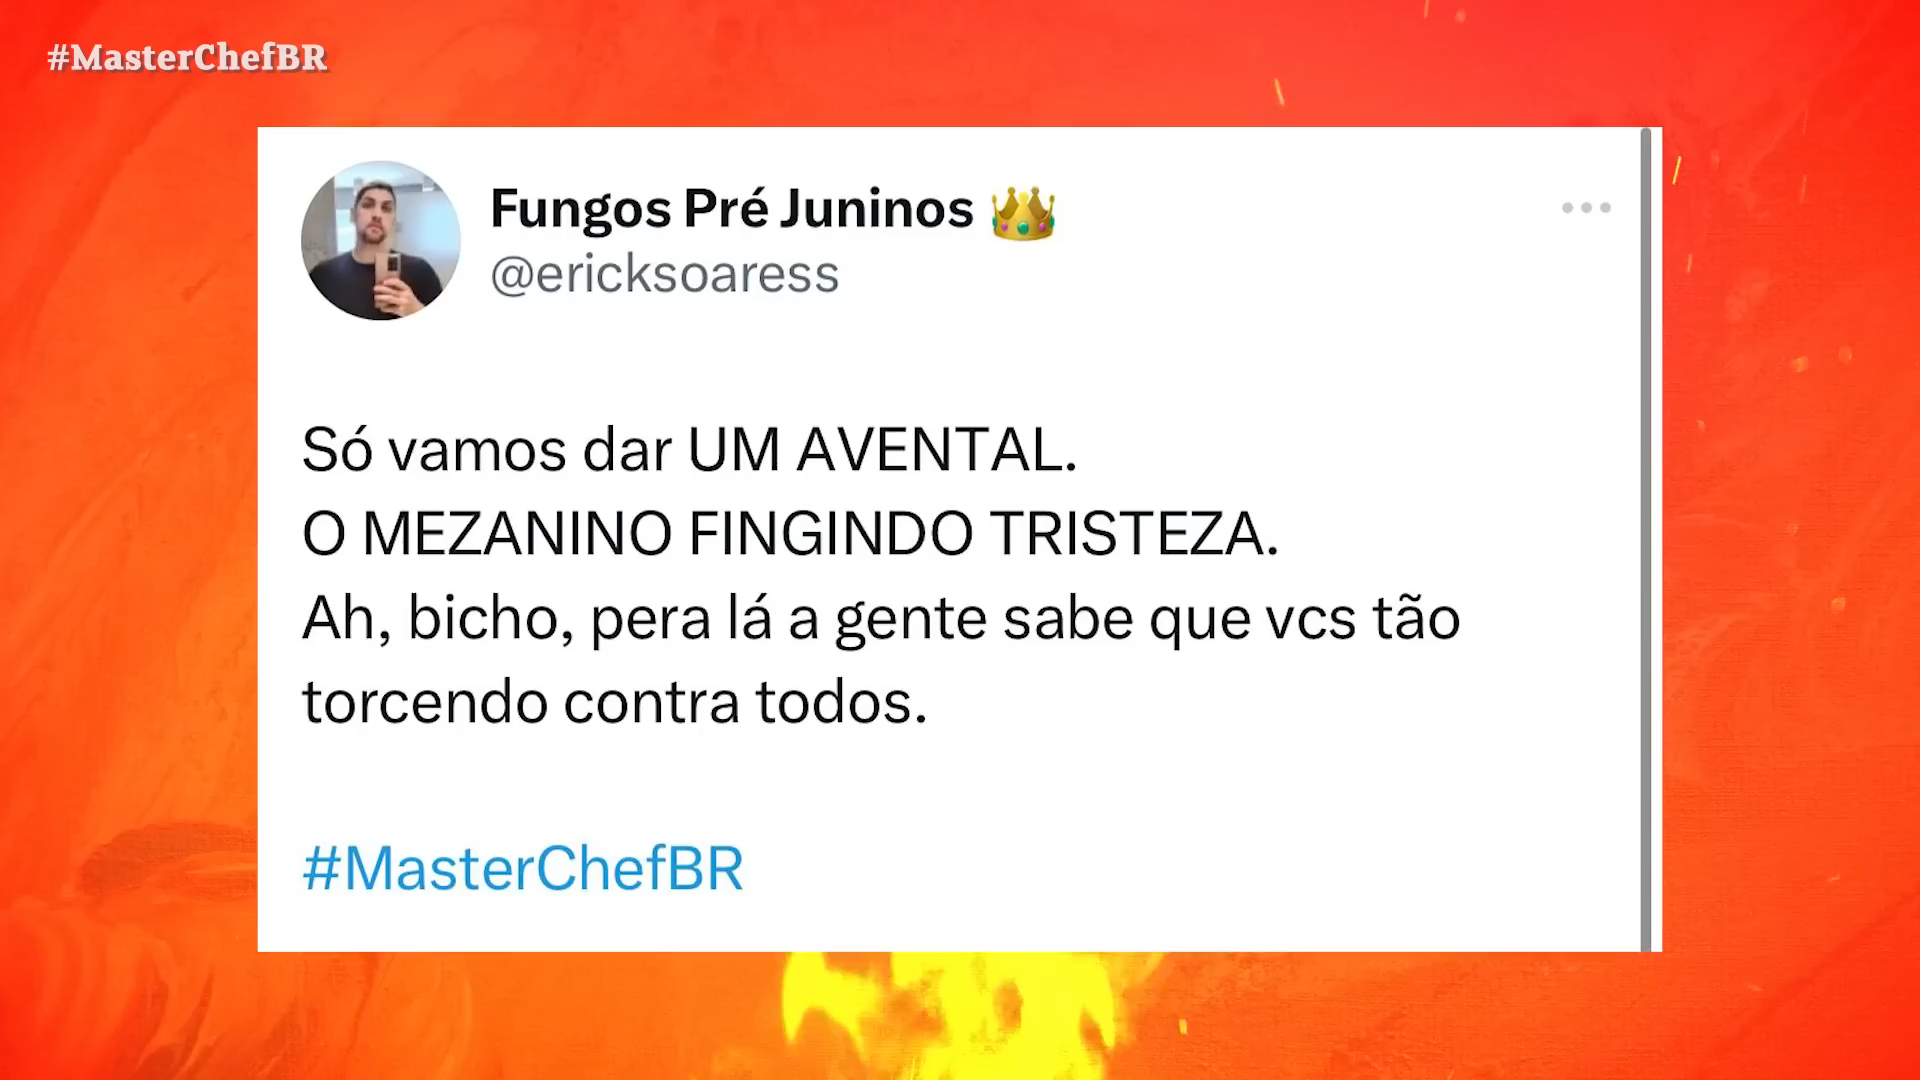 #MasterChefBR
Fungos Pré Juninos 👑
@ericksoaress
Só vamos dar UM AVENTAL.
O MEZANINO FINGINDO TRISTEZA.
Ah, bicho, pera lá a gente sabe que vcs tão
torcendo contra todos.
#MasterChefBR